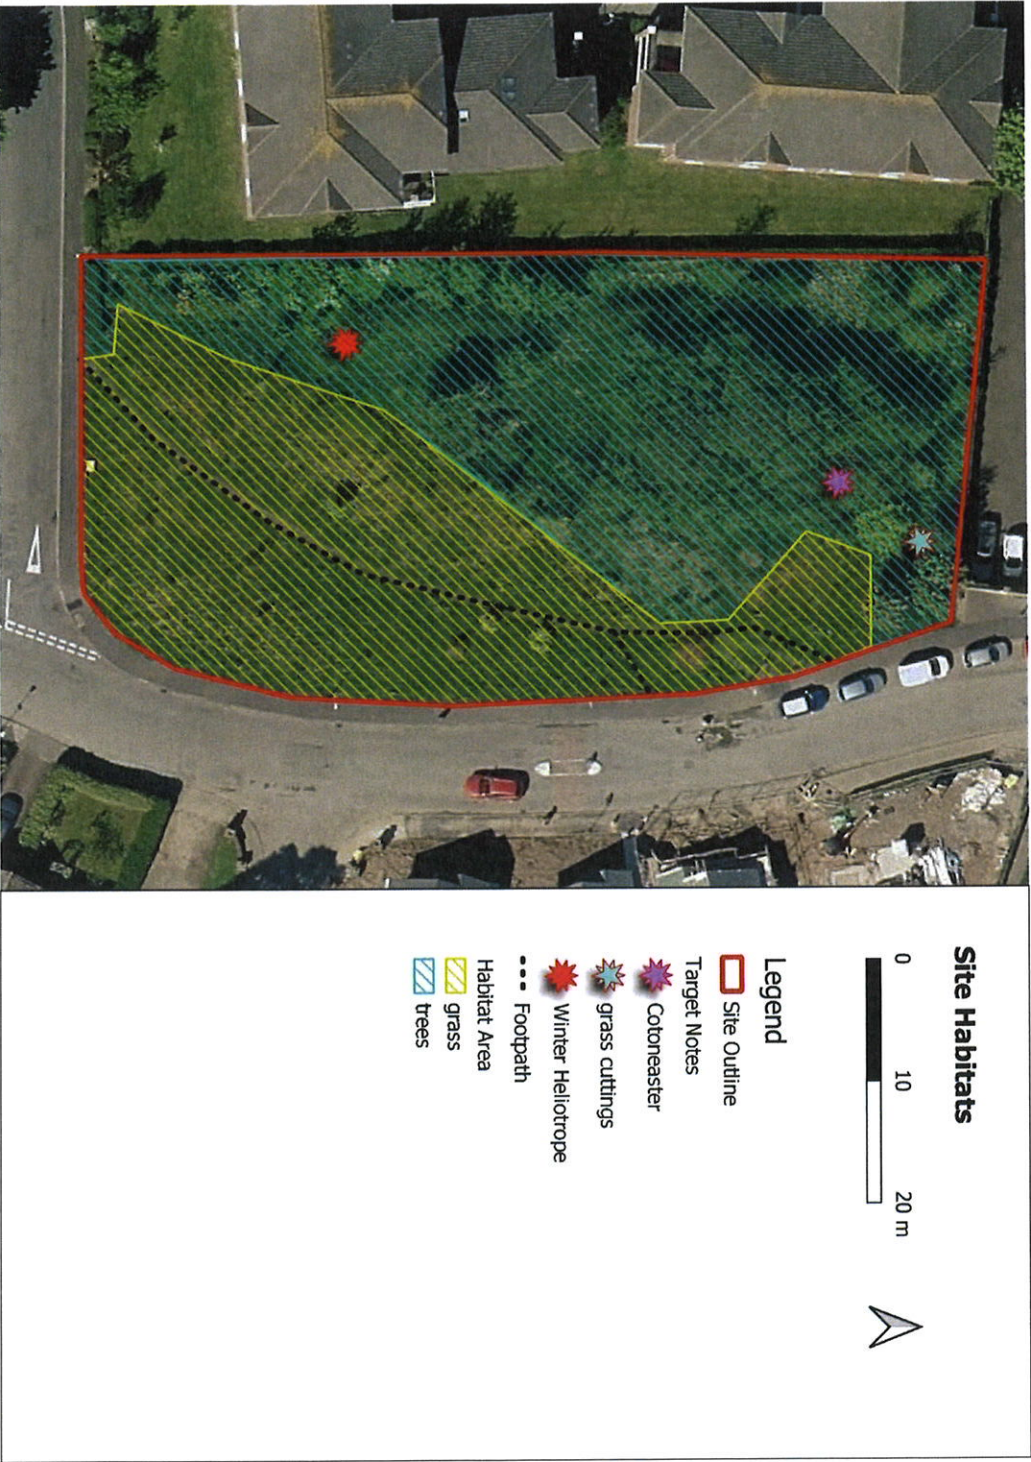 Site Habitats
0 10 20 m
Legend
Site Outline
Target Notes
Cotoneaster
grass cuttings
Winter Heliotrope
Footpath
Habitat Area
grass
trees